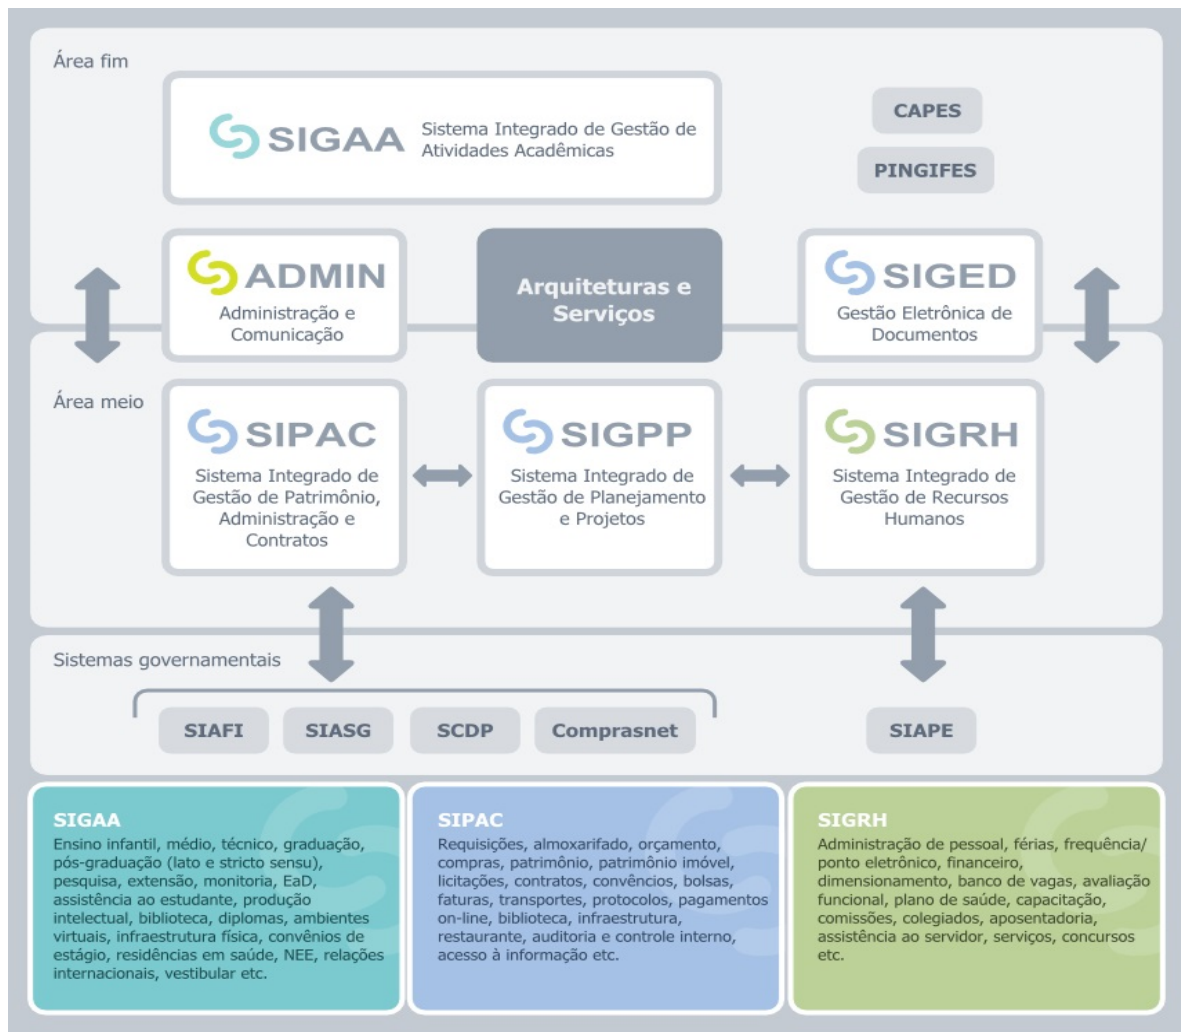 Área fim
SIGAA
Sistema Integrado de Gestão de
Atividades Acadêmicas
CAPES
PINGIFES
ADMIN
Administração e
Comunicação
Arquiteturas e
Serviços
SIGED
Gestão Eletrônica de
Documentos
Área meio
SIPAC
Sistema Integrado de
Gestão de Patrimônio,
Administração e
Contratos
SIGPP
Sistema Integrado de
Gestão de Planejamento
e Projetos
SIGRH
Sistema Integrado de
Gestão de Recursos
Humanos
Sistemas governamentais
SIAFI
SIASG
SCDP
Comprasnet
SIAPE
SIGAA
Ensino infantil, médio, técnico, graduação,
pós-graduação (lato e stricto sensu),
pesquisa, extensão, monitoria, EaD,
assistência ao estudante, produção
intelectual, biblioteca, diplomas, ambientes
virtuais, infraestrutura física, convênios de
estágio, residências em saúde, NEE, relações
internacionais, vestibular etc.
SIPAC
Requisições, almoxarifado, orçamento,
compras, patrimônio, patrimônio imóvel,
licitações, contratos, convêncios, bolsas,
faturas, transportes, protocolos, pagamentos
on-line, biblioteca, infraestrutura,
restaurante, auditoria e controle interno,
acesso à informação etc.
SIGRH
Administração de pessoal, férias, frequência/
ponto eletrônico, financeiro,
dimensionamento, banco de vagas, avaliação
funcional, plano de saúde, capacitação,
comissões, colegiados, aposentadoria,
assistência ao servidor, serviços, concursos
etc.